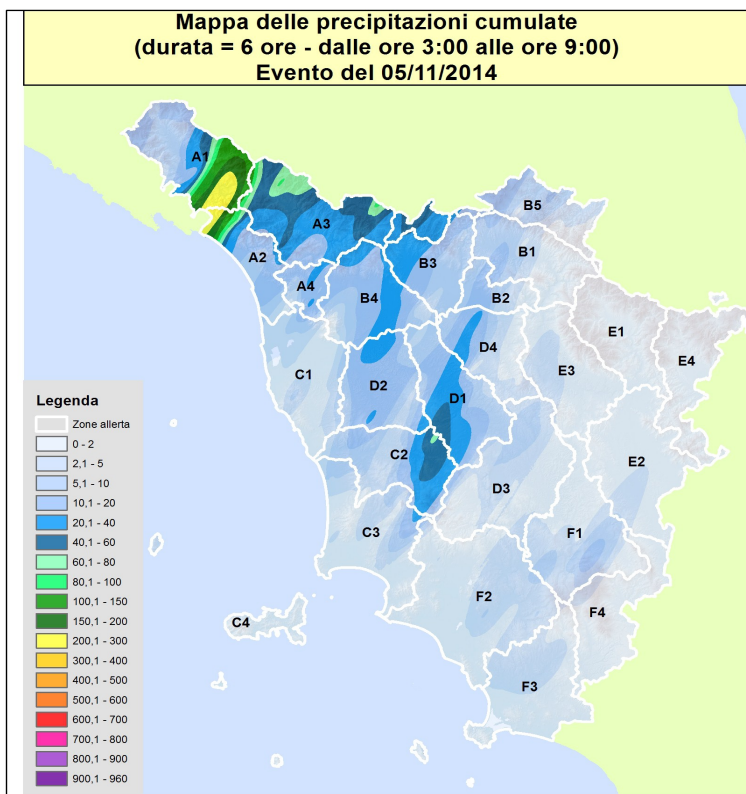 Mappa delle precipitazioni cumulate
(durata = 6 ore - dalle ore 3:00 alle ore 9:00)
Evento del 05/11/2014
A1
B5
A3
B1
A2
B3
A4
B4
B2
E1
D4
E4
E3
C1
D2
D1
C2
E2
D3
C3
F1
F2
F4
C4
F3
Legenda
Zone allerta
0 - 2
2,1 - 5
5,1 - 10
10,1 - 20
20,1 - 40
40,1 - 60
60,1 - 80
80,1 - 100
100,1 - 150
150,1 - 200
200,1 - 300
300,1 - 400
400,1 - 500
500,1 - 600
600,1 - 700
700,1 - 800
800,1 - 900
900,1 - 960